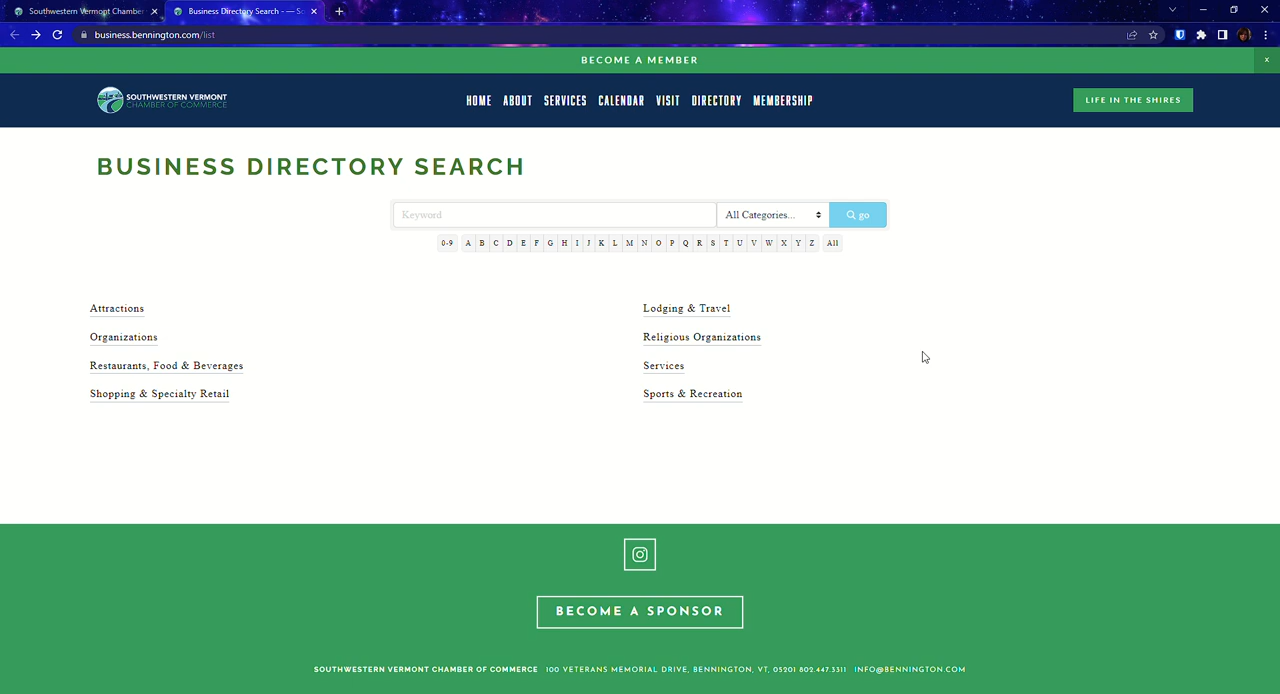 Southwestern Vermont Chamber
Business Directory Search - — So
business.bennington.com/list
BECOME A MEMBER
x
SOUTHWESTERN VERMONT
CHAMBER OF COMMERCE
HOME ABOUT SERVICES CALENDAR VISIT DIRECTORY MEMBERSHIP
LIFE IN THE SHIRES
BUSINESS DIRECTORY SEARCH
Keyword All Categories... go
0-9 A B C D E F G H I J K L M N O P Q R S T U V W X Y Z All
Attractions
Lodging & Travel
Organizations
Religious Organizations
Restaurants, Food & Beverages
Services
Shopping & Specialty Retail
Sports & Recreation
BECOME A SPONSOR
SOUTHWESTERN VERMONT CHAMBER OF COMMERCE 100 VETERANS MEMORIAL DRIVE, BENNINGTON, VT, 05201 802.447.3311 INFO@BENNINGTON.COM